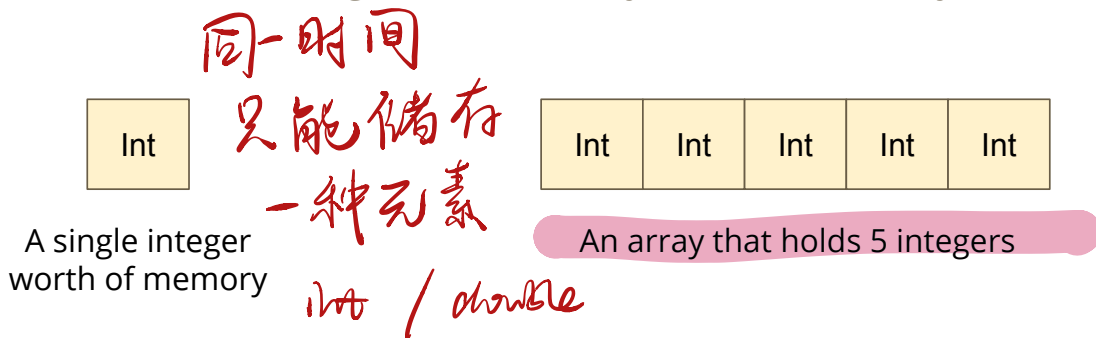 同一时间
只能储存
一种元素
int / double
Int
Int Int Int Int Int
A single integer
worth of memory
An array that holds 5 integers